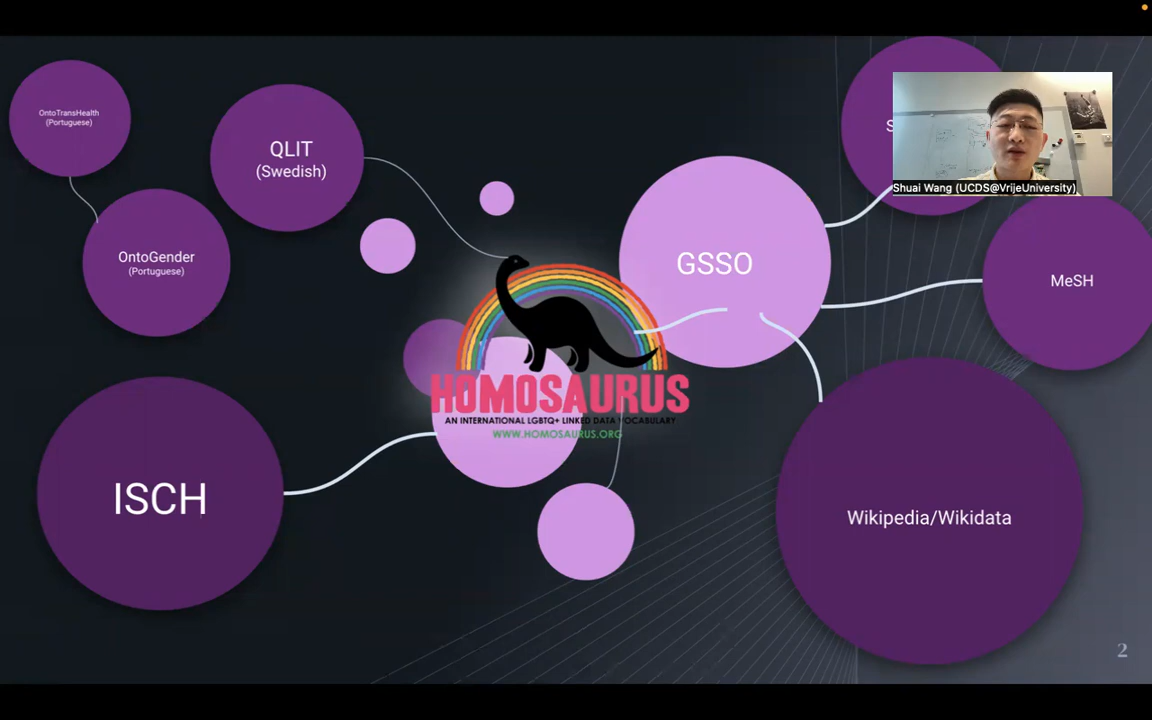 OntoTransHealth
(Portuguese)
QLIT
(Swedish)
S
Shuai Wang (UCDS@VrijeUniversity)
OntoGender
(Portuguese)
GSSO
MeSH
HOMOSAURUS
AN INTERNATIONAL LGBTQ+ LINKED DATA VOCABULARY
WWW.HOMOSAURUS.ORG
ISCH
Wikipedia/Wikidata
2